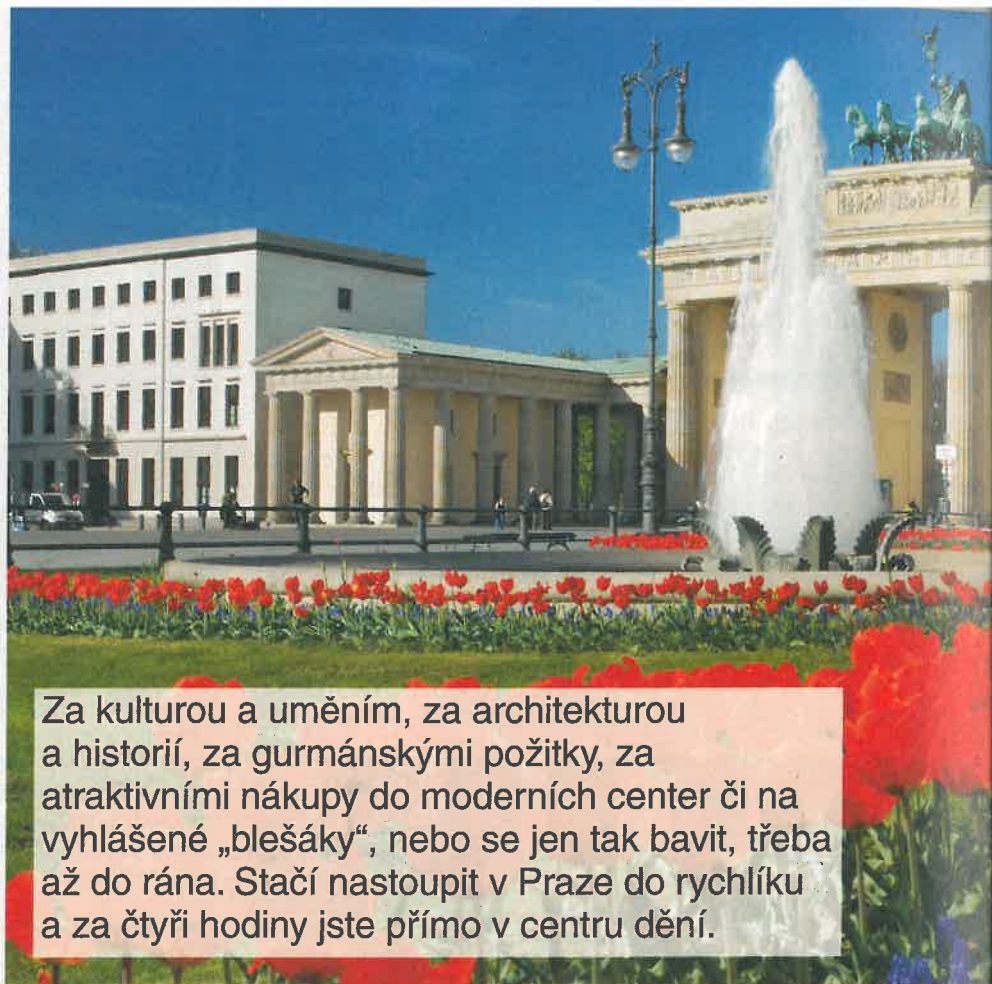 Za kulturou a uměním, za architekturou
a historií, za gurmánskými požitky, za
atraktivními nákupy do moderních center či na
vyhlášené „blešáky“, nebo se jen tak bavit, třeba
až do rána. Stačí nastoupit v Praze do rychlíku
a za čtyři hodiny jste přímo v centru dění.